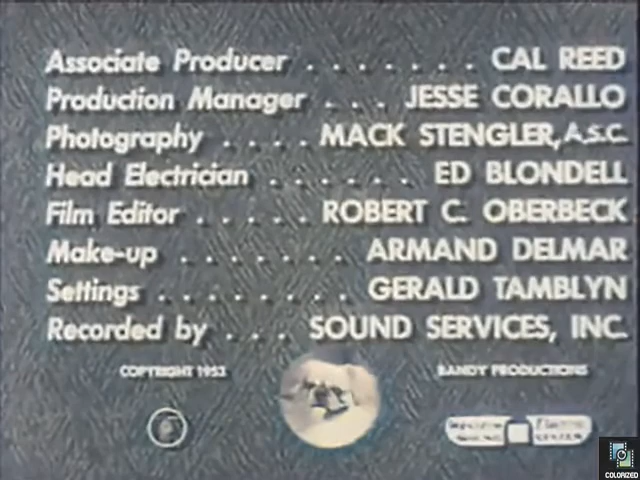 Associate Producer . . . . . . . CAL REED
Production Manager . . . JESSE CORALLO
Photography . . . . MACK STENGLER, A.S.C.
Head Electrician . . . . . . ED BLONDELL
Film Editor . . . . . ROBERT C. OBERBECK
Make-up . . . . . . . ARMAND DELMAR
Settings . . . . . . . . GERALD TAMBLYN
Recorded by . . . SOUND SERVICES, INC.
COPYRIGHT 1953 BANDY PRODUCTIONS
COLORIZED